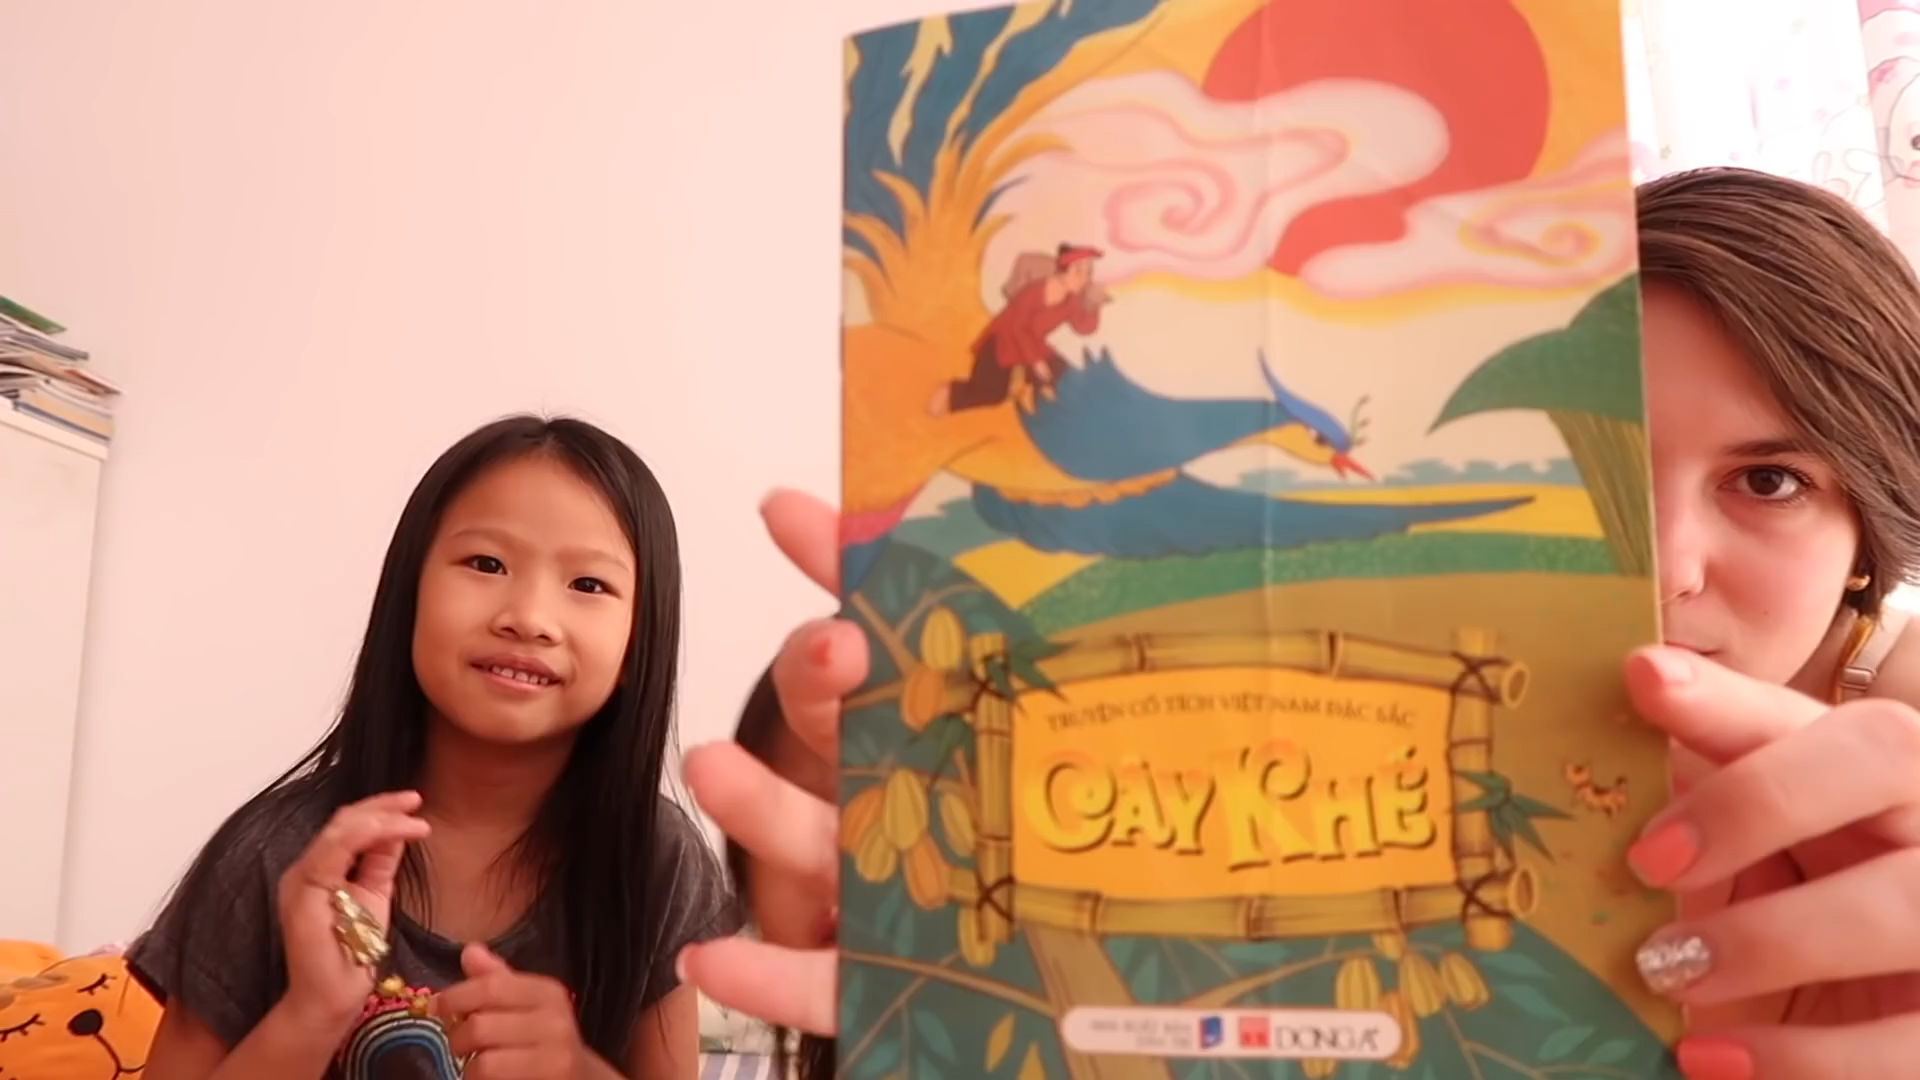 TRUYỆN CỔ TÍCH VIỆT NAM ĐẶC SẮC
CÂY KHẾ
ĐÔNG A